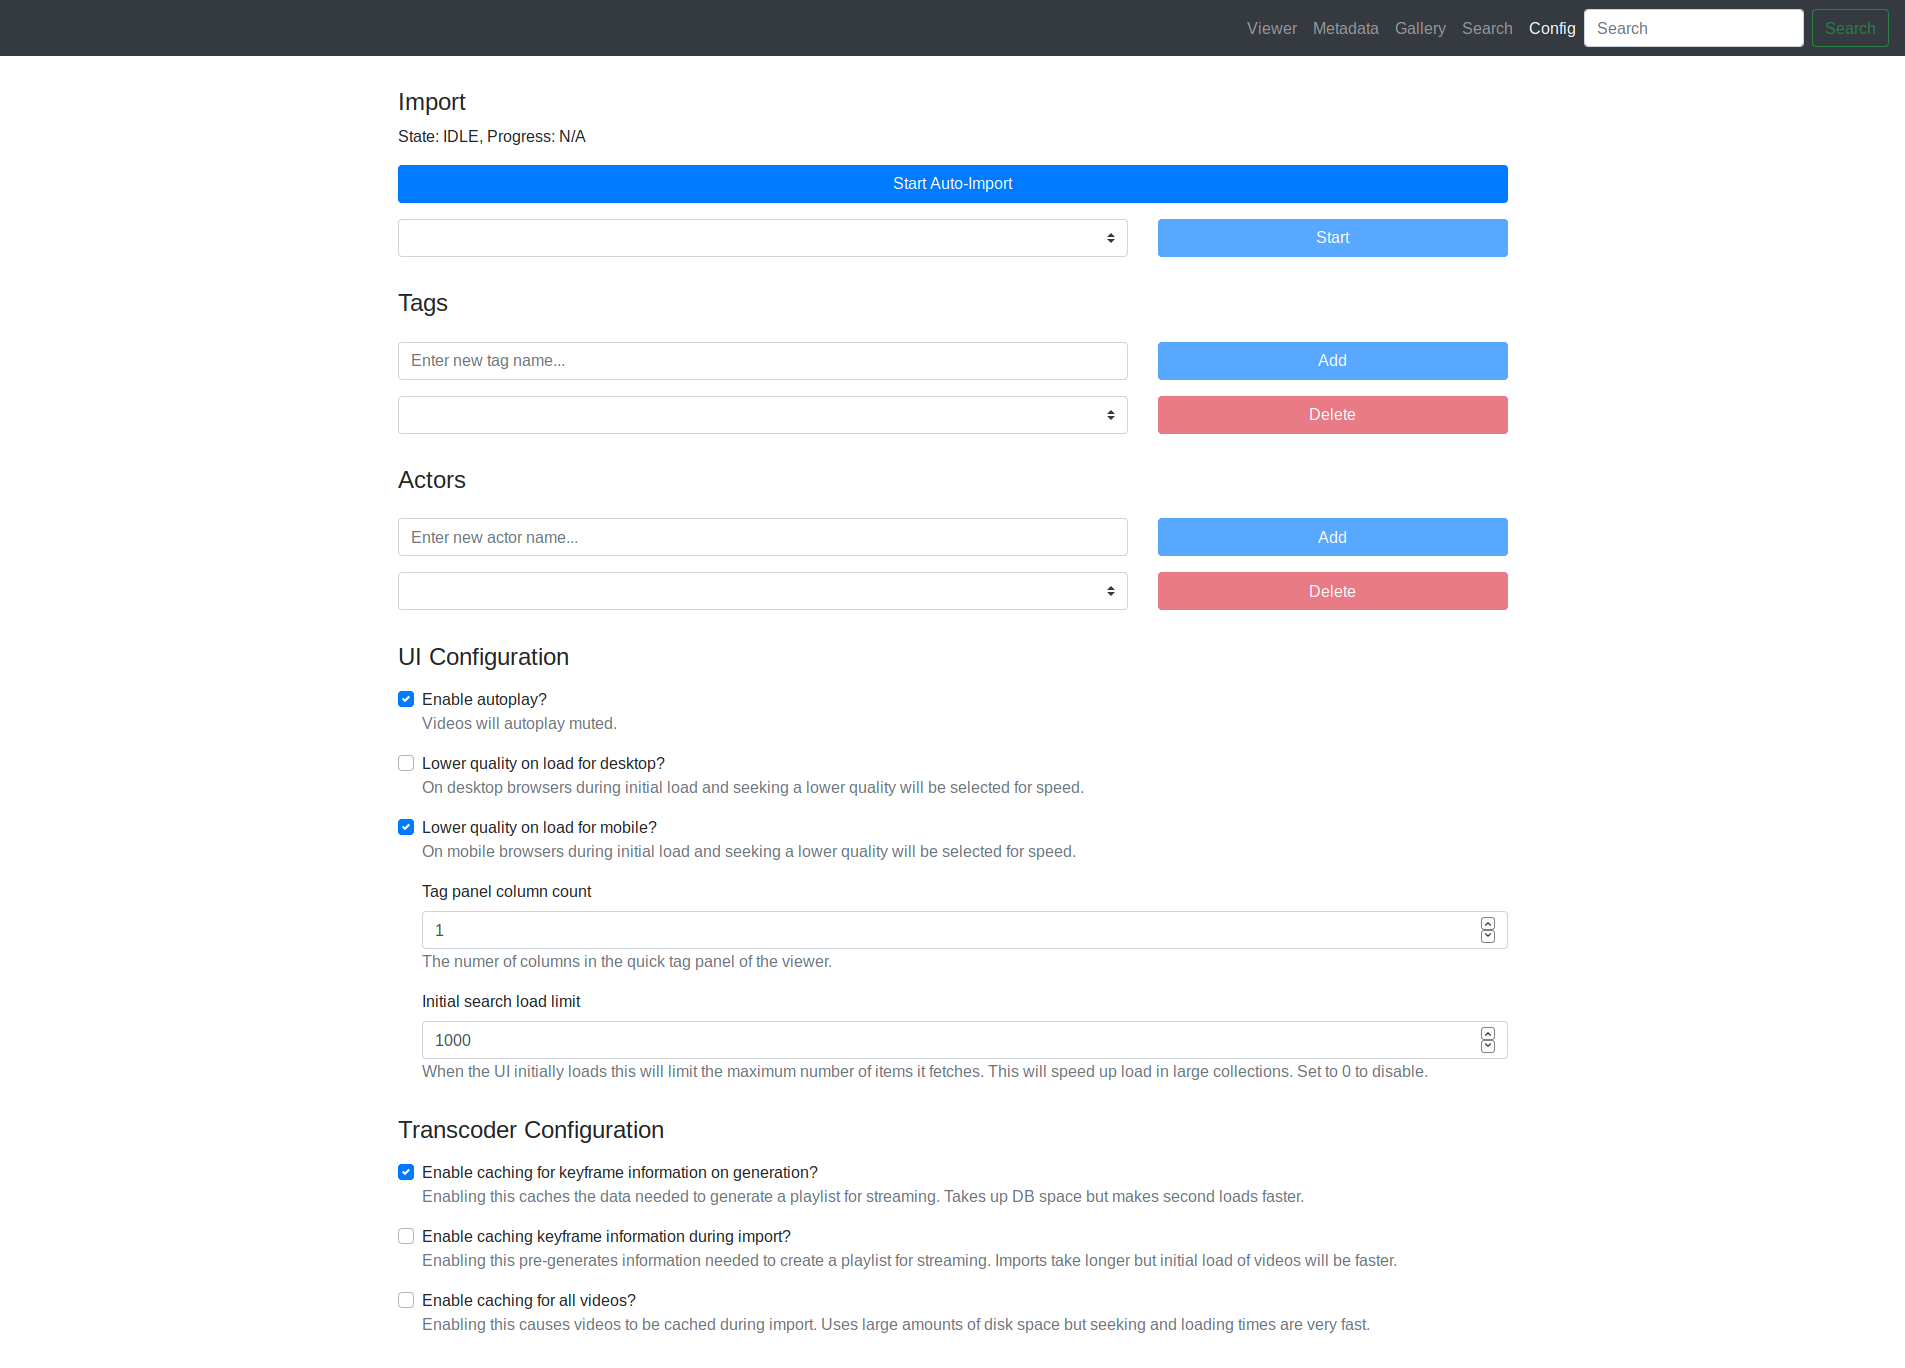 Viewer Metadata Gallery Search Config Search Search
Import
State: IDLE, Progress: N/A
Start Auto-Import
Start
Tags
Enter new tag name... Add
Delete
Actors
Enter new actor name... Add
Delete
UI Configuration
Enable autoplay?
Videos will autoplay muted.
Lower quality on load for desktop?
On desktop browsers during initial load and seeking a lower quality will be selected for speed.
Lower quality on load for mobile?
On mobile browsers during initial load and seeking a lower quality will be selected for speed.
Tag panel column count
1
The numer of columns in the quick tag panel of the viewer.
Initial search load limit
1000
When the UI initially loads this will limit the maximum number of items it fetches. This will speed up load in large collections. Set to 0 to disable.
Transcoder Configuration
Enable caching for keyframe information on generation?
Enabling this caches the data needed to generate a playlist for streaming. Takes up DB space but makes second loads faster.
Enable caching keyframe information during import?
Enabling this pre-generates information needed to create a playlist for streaming. Imports take longer but initial load of videos will be faster.
Enable caching for all videos?
Enabling this causes videos to be cached during import. Uses large amounts of disk space but seeking and loading times are very fast.